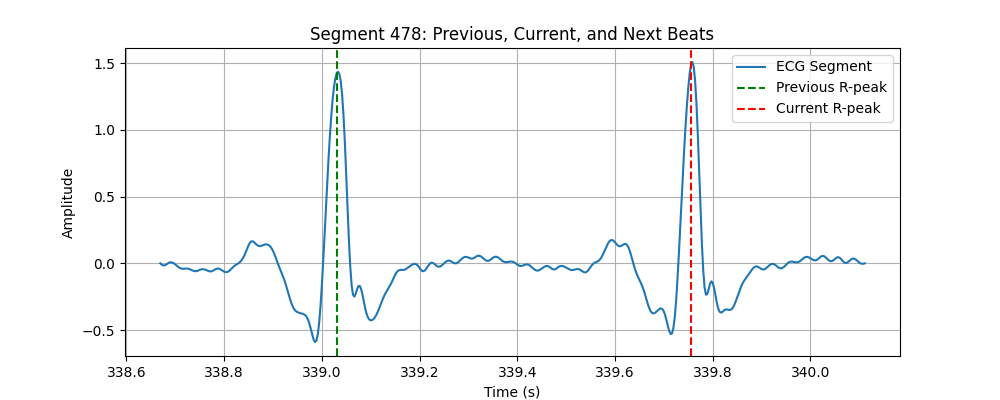 Segment 478: Previous, Current, and Next Beats
ECG Segment
Previous R-peak
Current R-peak
Amplitude
1.5
1.0
0.5
0.0
−0.5
338.6 338.8 339.0 339.2 339.4 339.6 339.8 340.0
Time (s)